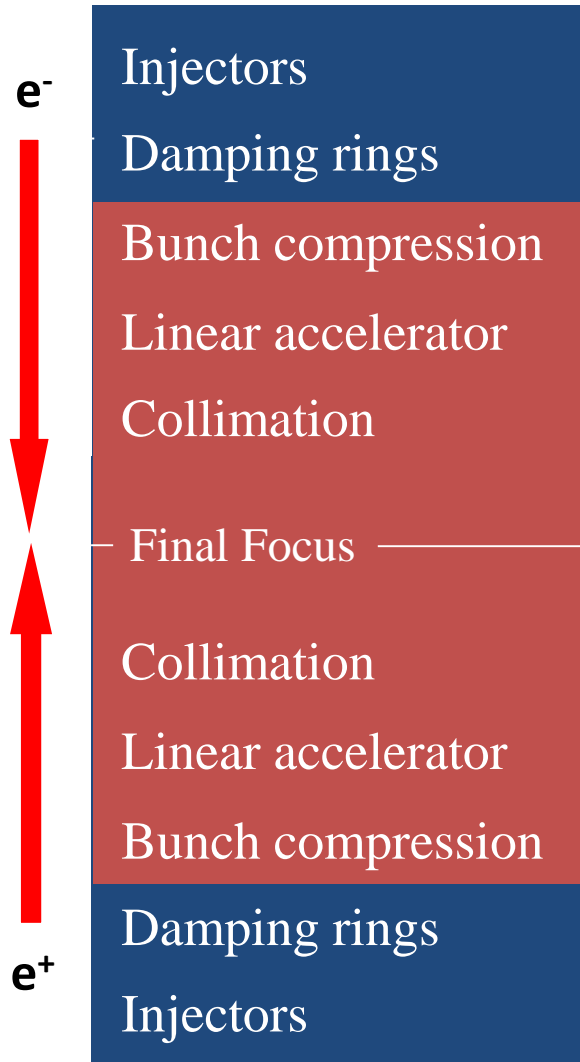 e⁻
Injectors
Damping rings
Bunch compression
Linear accelerator
Collimation
Final Focus
Collimation
Linear accelerator
Bunch compression
Damping rings
e⁺
Injectors